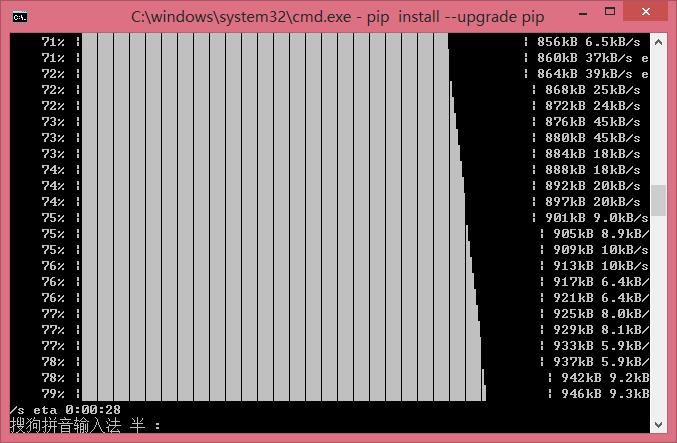 C:\windows\system32\cmd.exe - pip install --upgrade pip
71% | | 856kB 6.5kB/s
71% | | 860kB 37kB/s e
72% | | 864kB 39kB/s e
72% | | 868kB 25kB/s
72% | | 872kB 24kB/s
73% | | 876kB 45kB/s
73% | | 880kB 45kB/s
73% | | 884kB 18kB/s
74% | | 888kB 18kB/s
74% | | 892kB 20kB/s
74% | | 897kB 20kB/s
75% | | 901kB 9.0kB/s
75% | | 905kB 8.9kB/
75% | | 909kB 10kB/s
76% | | 913kB 10kB/s
76% | | 917kB 6.4kB/
76% | | 921kB 6.4kB/
77% | | 925kB 8.0kB/
77% | | 929kB 8.1kB/
77% | | 933kB 5.9kB/
78% | | 937kB 5.9kB/
78% | | 942kB 9.2kB
79% | | 946kB 9.3kB
/s eta 0:00:28
搜狗拼音输入法 半 :